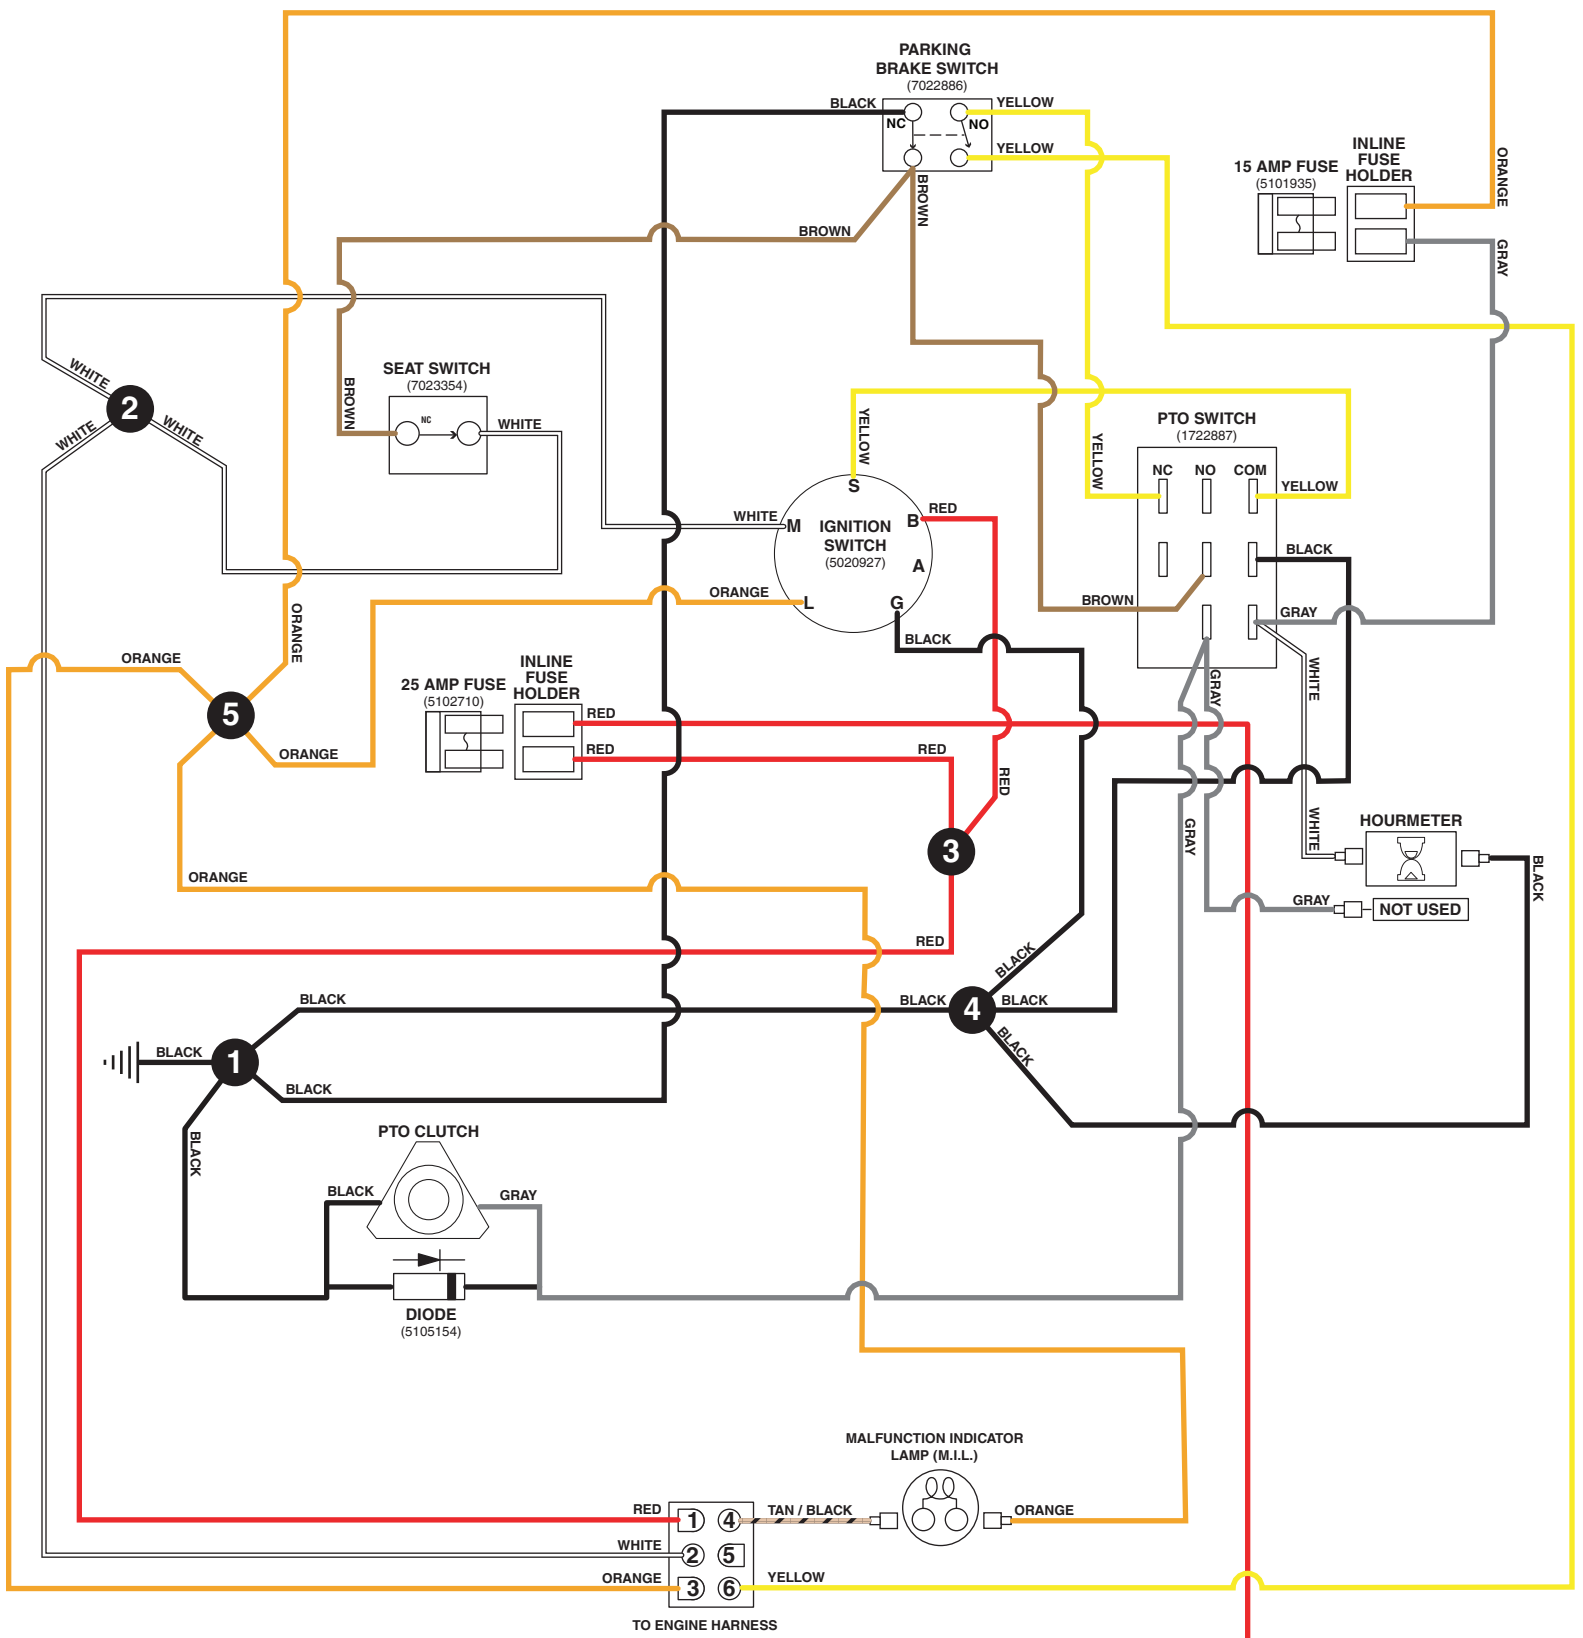 PARKING
BRAKE SWITCH
(7022886)
BLACK
YELLOW
NC
NO
YELLOW
BROWN
BROWN
INLINE
FUSE
HOLDER
15 AMP FUSE
(5101935)
ORANGE
GRAY
WHITE
2
WHITE
WHITE
SEAT SWITCH
(7023354)
BROWN
NC
WHITE
YELLOW
S
WHITE
M
B
RED
IGNITION
SWITCH
(5020927)
A
L
G
ORANGE
BLACK
YELLOW
PTO SWITCH
(1722887)
NC
NO
COM
YELLOW
BLACK
BROWN
GRAY
WHITE
GRAY
ORANGE
ORANGE
5
ORANGE
INLINE
FUSE
HOLDER
25 AMP FUSE
(5102710)
RED
RED
RED
RED
3
GRAY
WHITE
HOURMETER
BLACK
GRAY
NOT USED
ORANGE
RED
BLACK
BLACK
BLACK
4
BLACK
BLACK
BLACK
1
BLACK
BLACK
PTO CLUTCH
BLACK
GRAY
DIODE
(5105154)
MALFUNCTION INDICATOR
LAMP (M.I.L.)
RED
1
4
TAN / BLACK
ORANGE
WHITE
2
5
ORANGE
3
6
YELLOW
TO ENGINE HARNESS